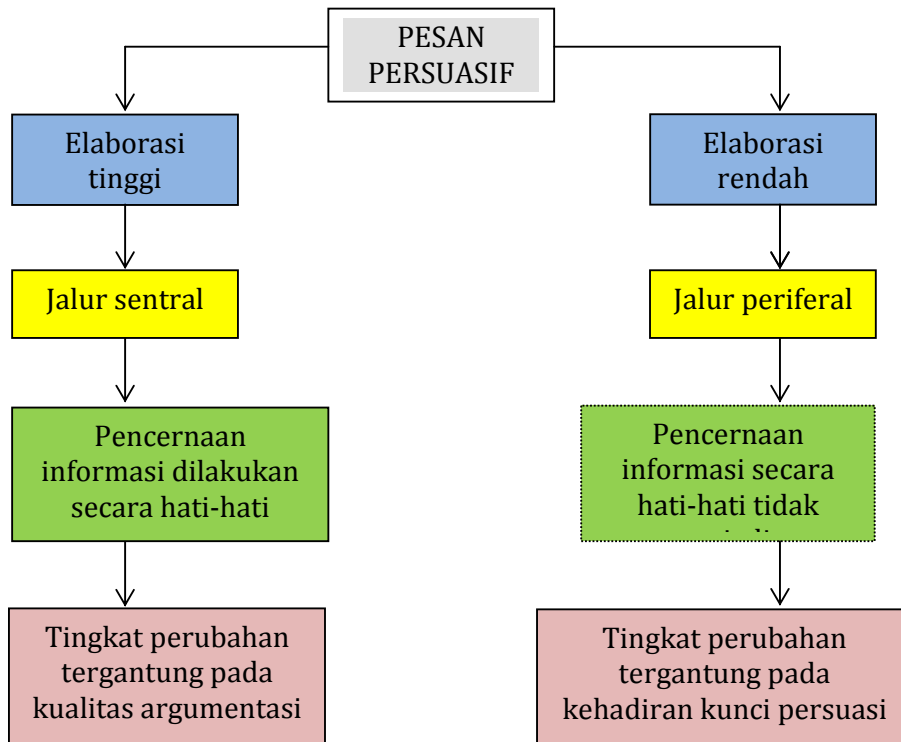 PESAN
PERSUASIF
Elaborasi
tinggi
Elaborasi
rendah
Jalur sentral
Jalur periferal
Pencernaan
informasi dilakukan
secara hati-hati
Pencernaan
informasi secara
hati-hati tidak
Tingkat perubahan
tergantung pada
kualitas argumentasi
Tingkat perubahan
tergantung pada
kehadiran kunci persuasi